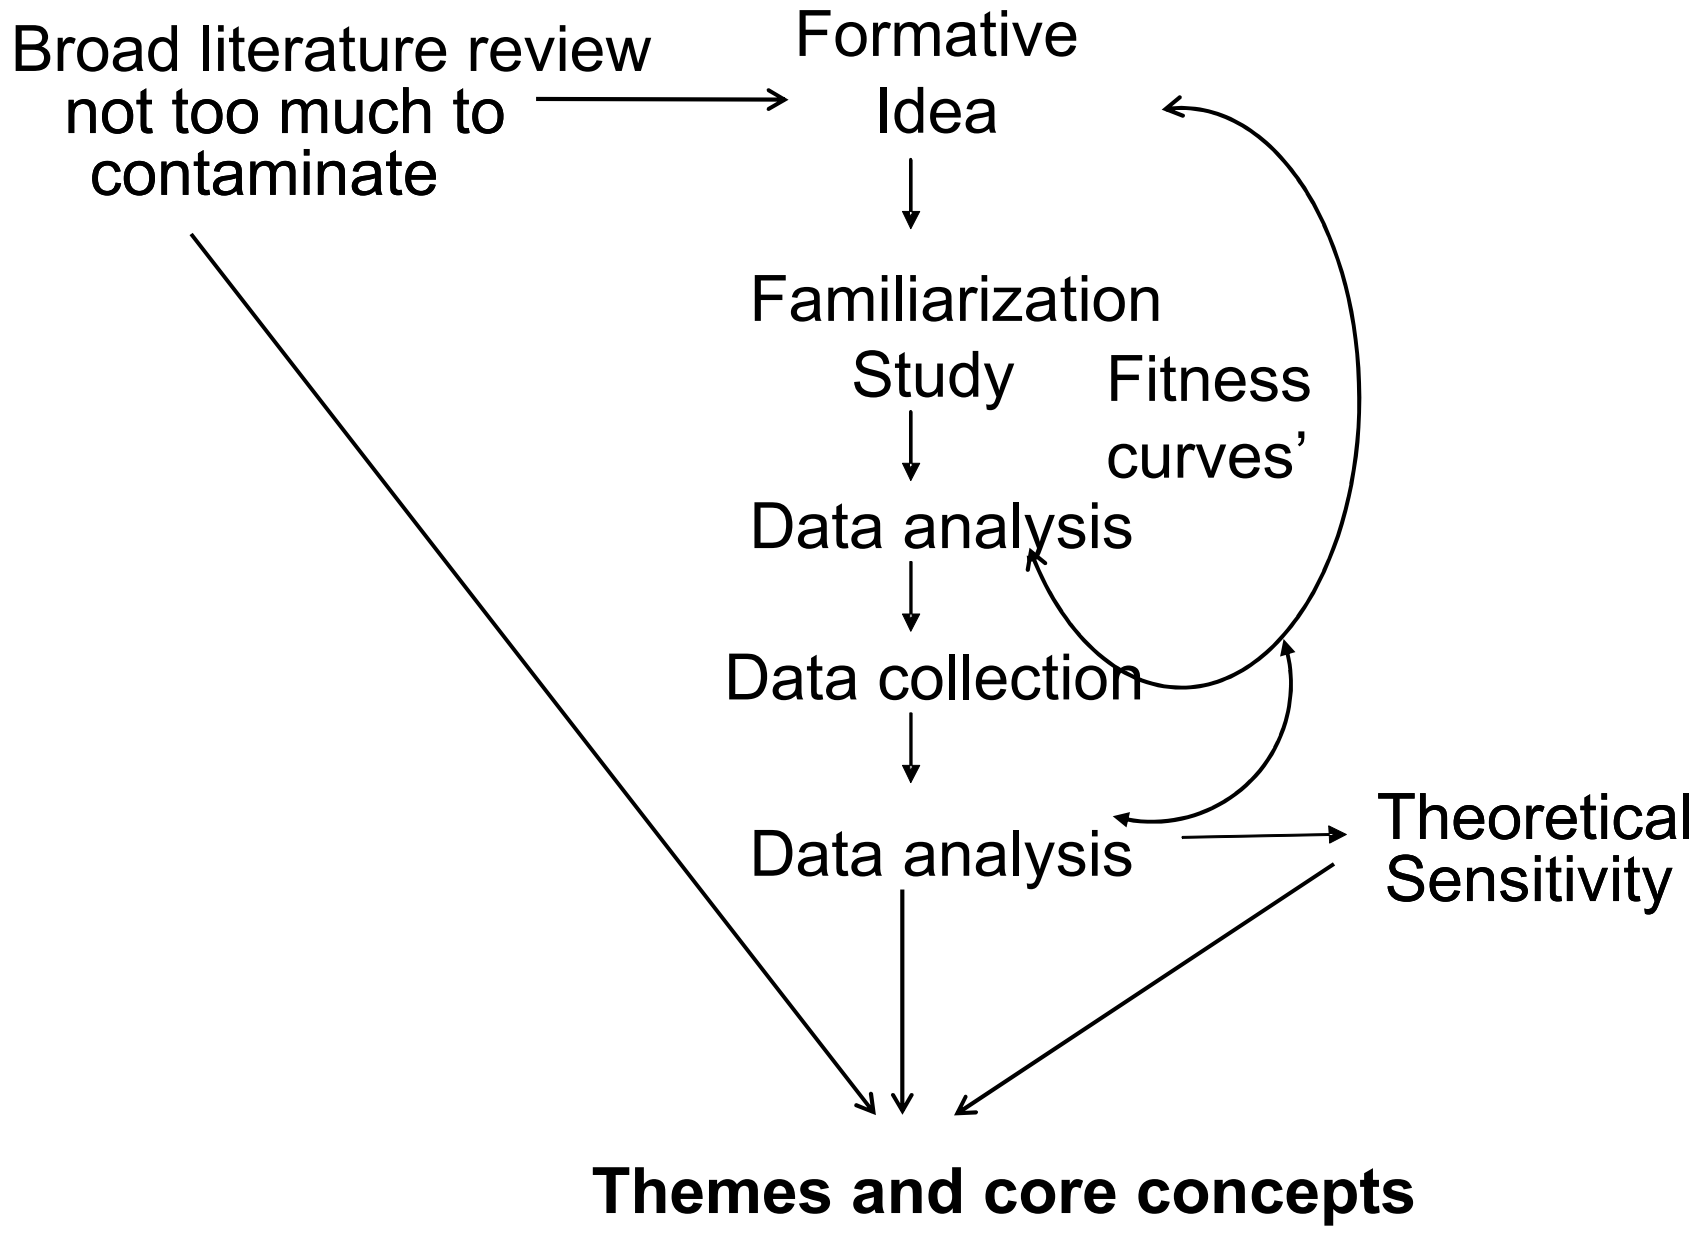 Broad literature review
not too much to
contaminate
Formative
Idea
Familiarization
Study
Fitness
curves’
Data analysis
Data collection
Data analysis
Theoretical
Sensitivity
Themes and core concepts